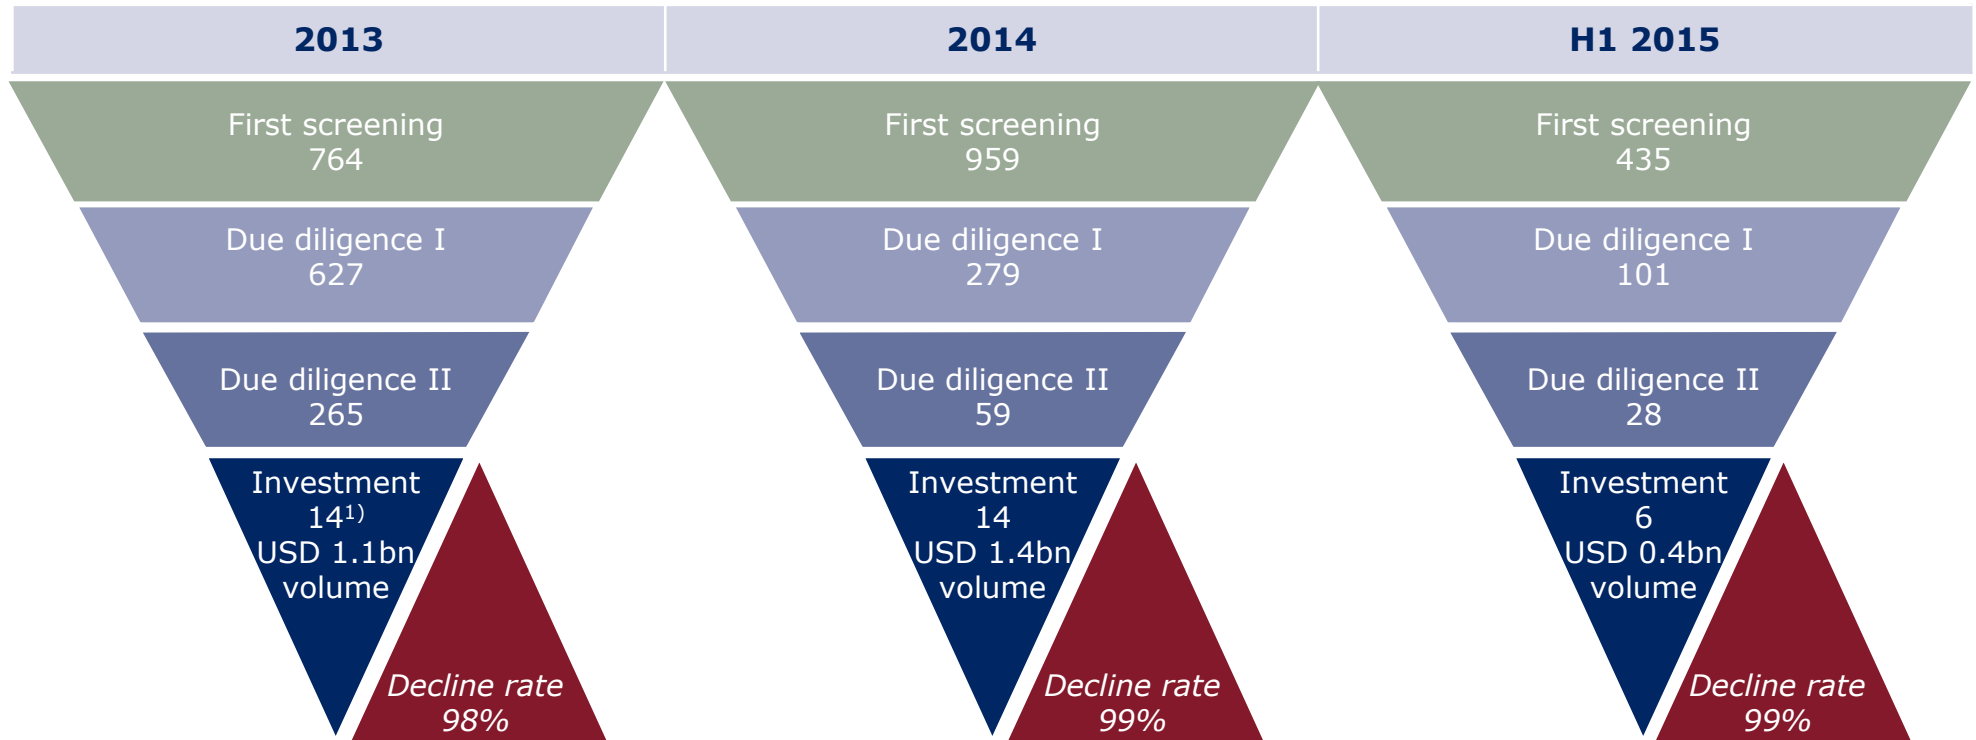 2013
First screening
764
Due diligence I
627
Due diligence II
265
Investment
14¹⁾
USD 1.1bn
volume
Decline rate
98%
2014
First screening
959
Due diligence I
279
Due diligence II
59
Investment
14
USD 1.4bn
volume
Decline rate
99%
H1 2015
First screening
435
Due diligence I
101
Due diligence II
28
Investment
6
USD 0.4bn
volume
Decline rate
99%